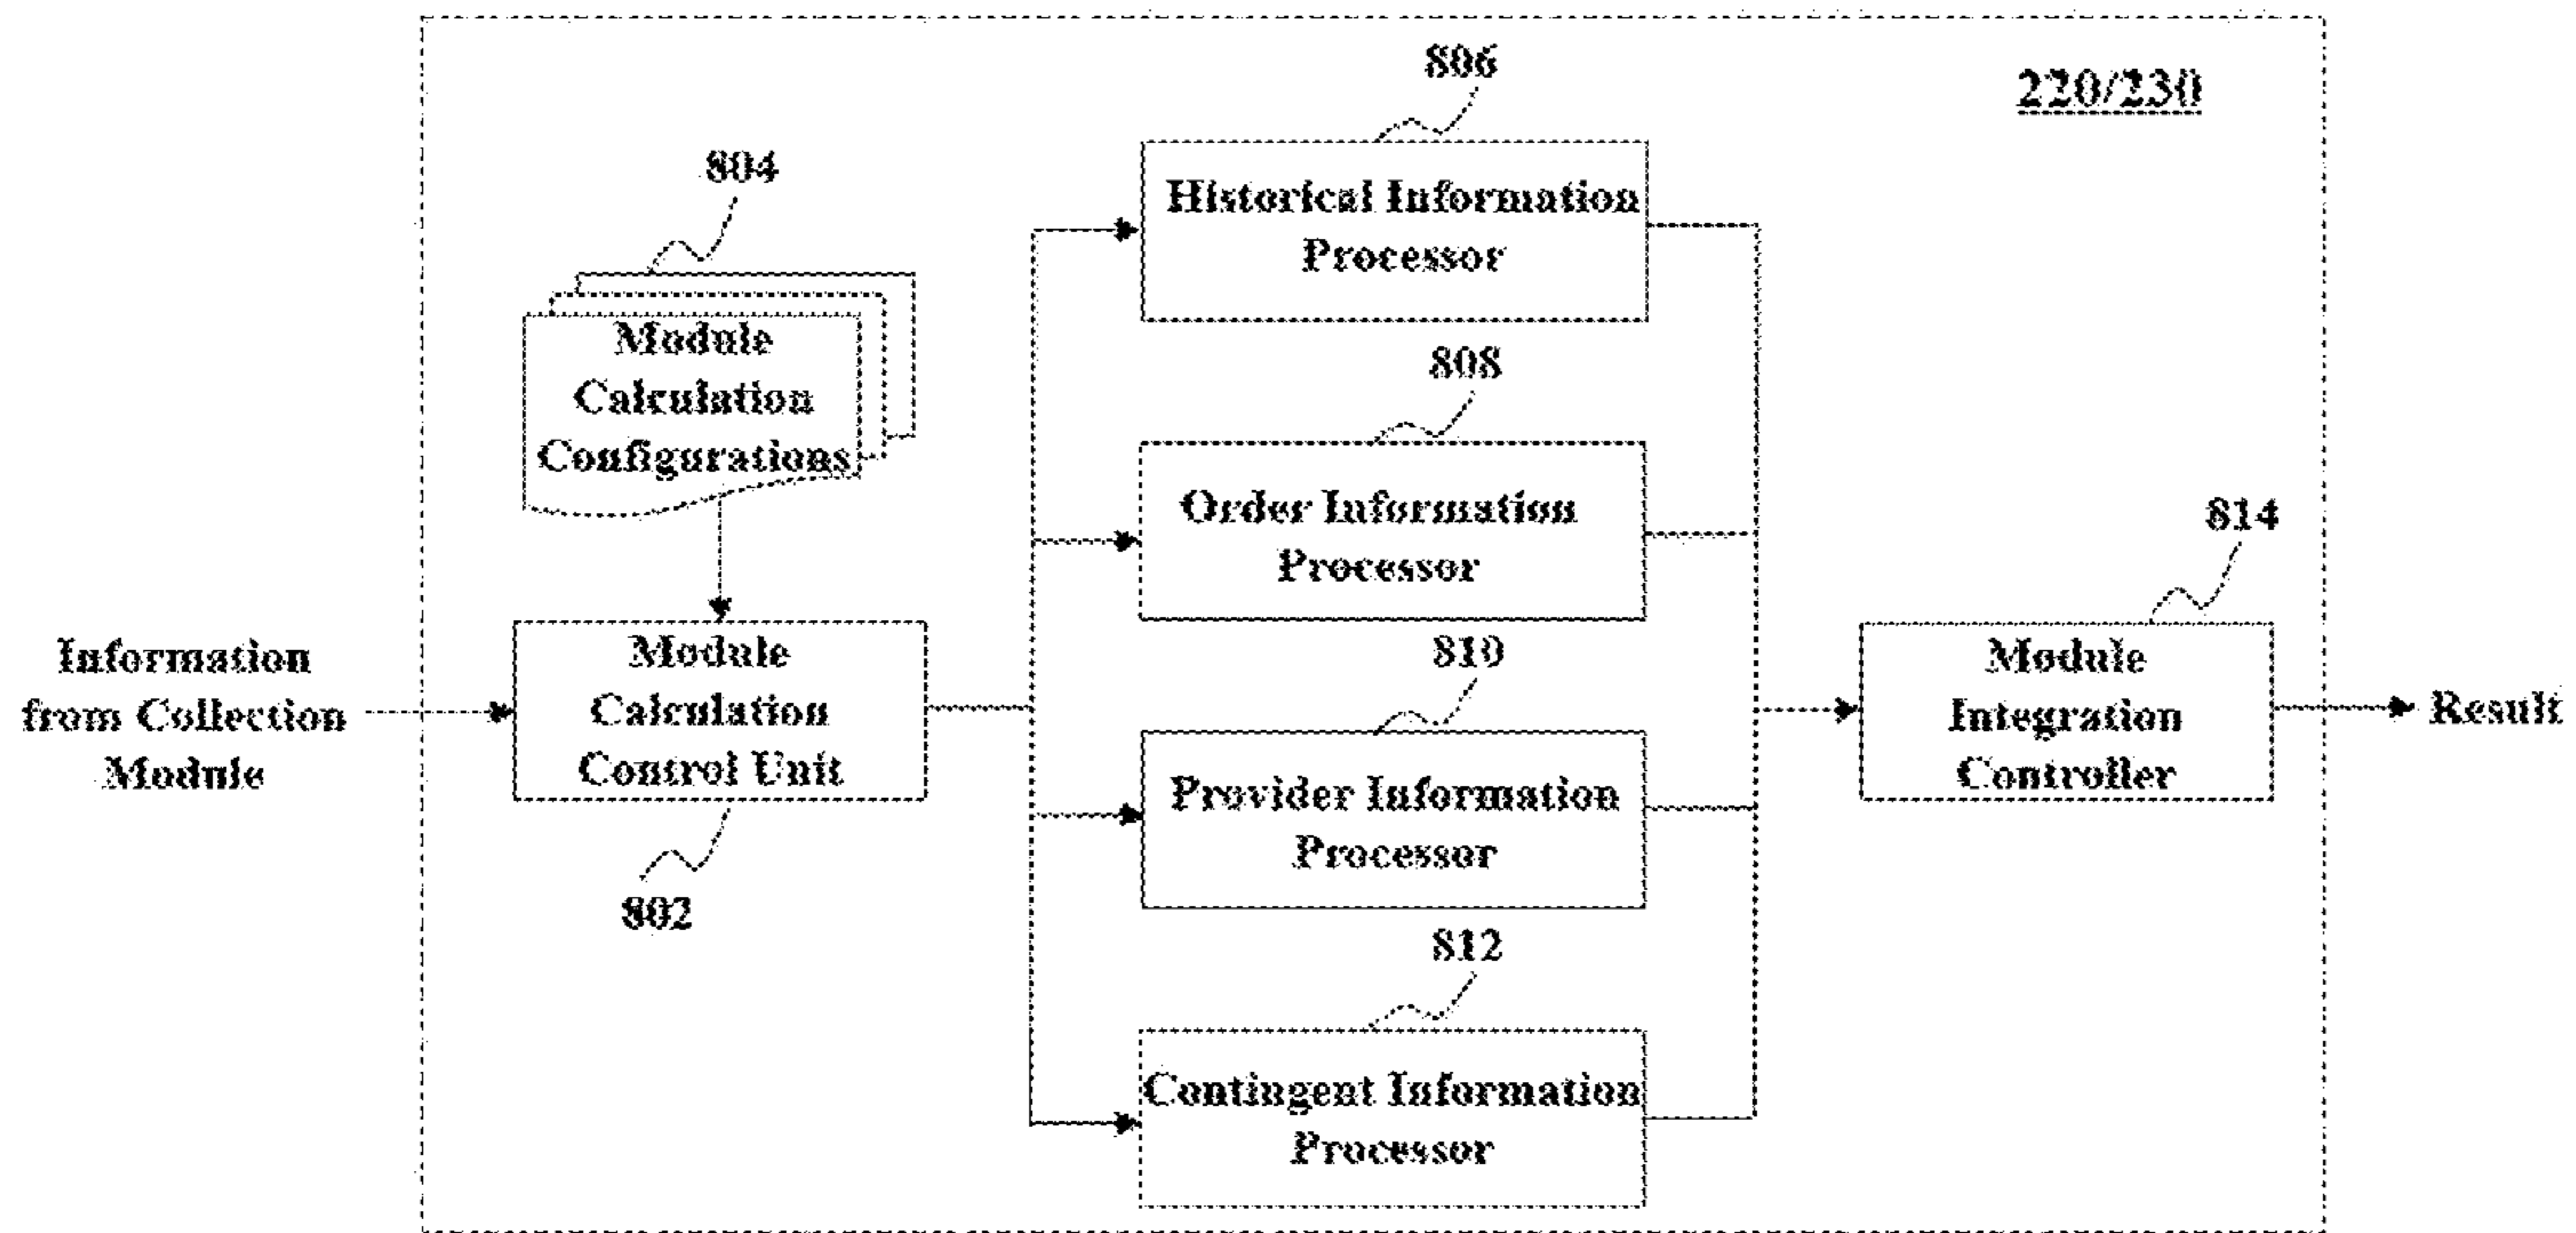 806
220/230
804
Historical Information
Processor
Module
Calculation
Configurations
808
Order Information
Processor
814
Information
from Collection
Module
Module
Calculation
Control Unit
810
Provider Information
Processor
Module
Integration
Controller
Result
802
812
Contingent Information
Processor